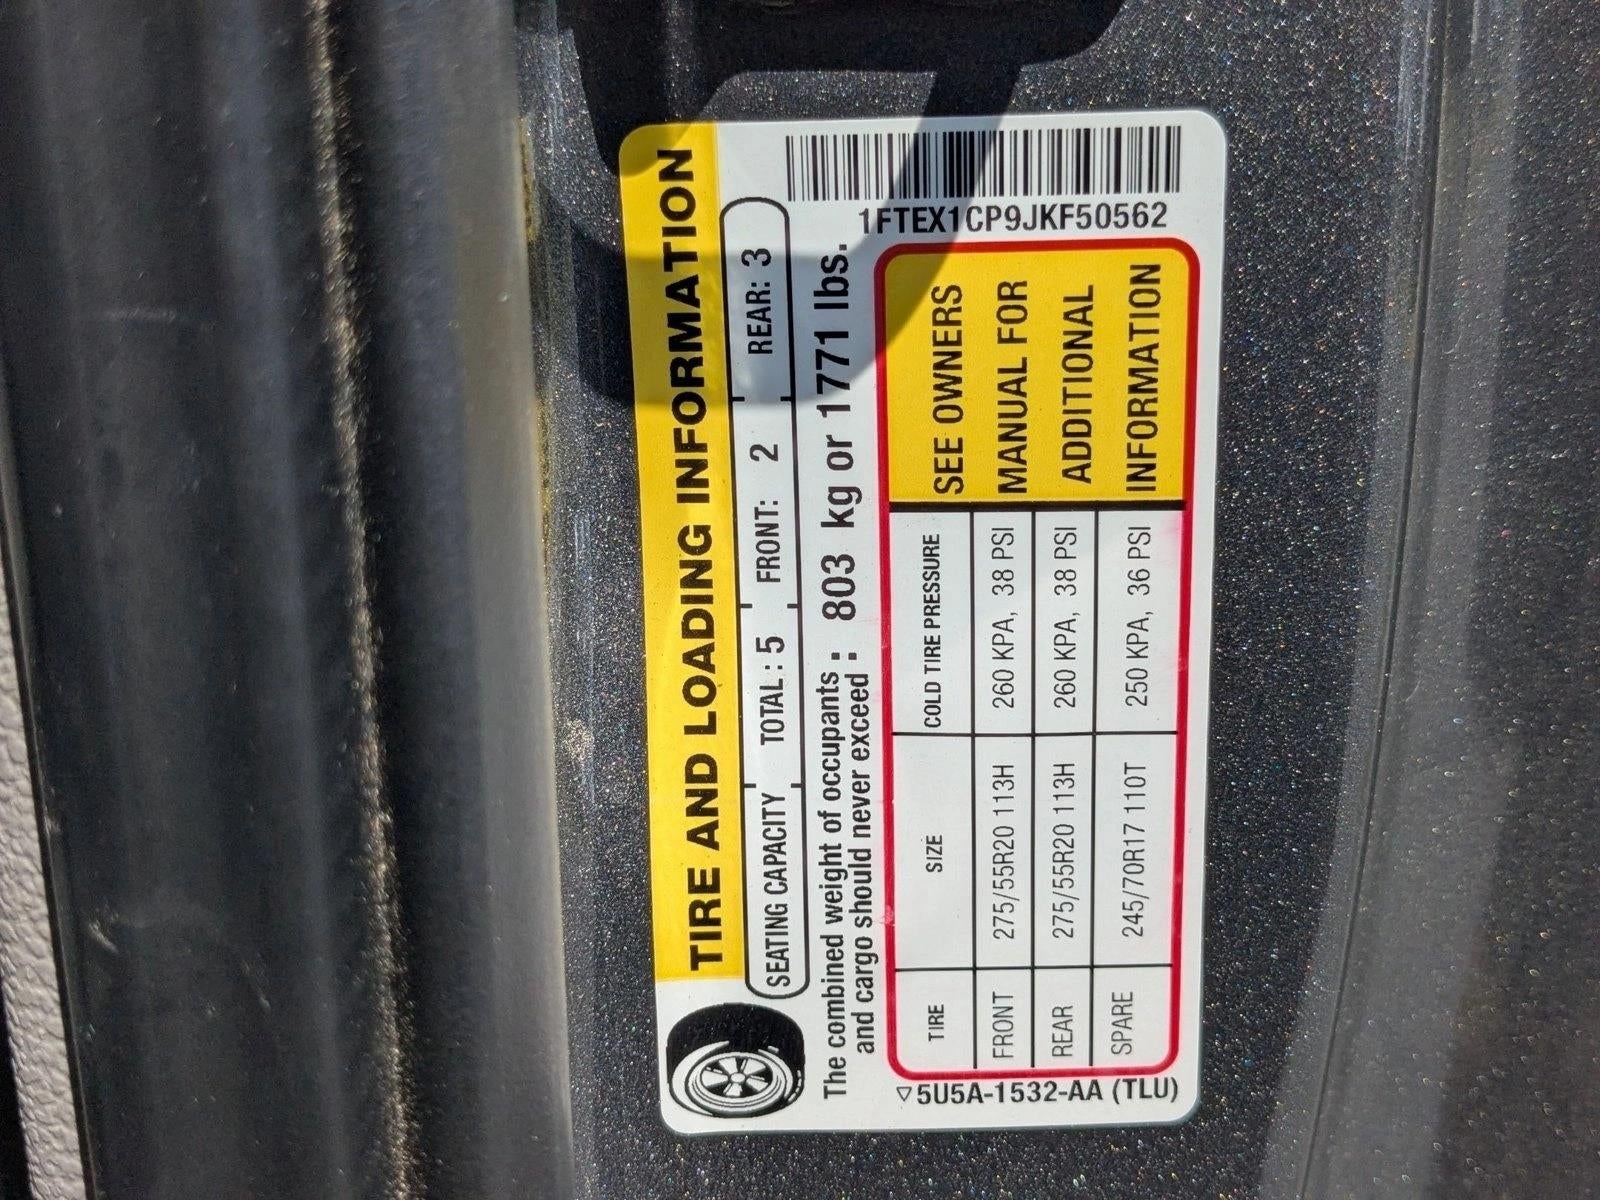 TIRE AND LOADING INFORMATION
SEATING CAPACITY TOTAL : 5 FRONT: 2 REAR: 3
The combined weight of occupants and cargo should never exceed : 803 kg or 1771 lbs.
1FTEX1CP9JKF50562
TIRE SIZE COLD TIRE PRESSURE
FRONT 275/55R20 113H 260 KPA, 38 PSI
REAR 275/55R20 113H 260 KPA, 38 PSI
SPARE 245/70R17 110T 250 KPA, 36 PSI
SEE OWNERS
MANUAL FOR
ADDITIONAL
INFORMATION
5U5A-1532-AA (TLU)